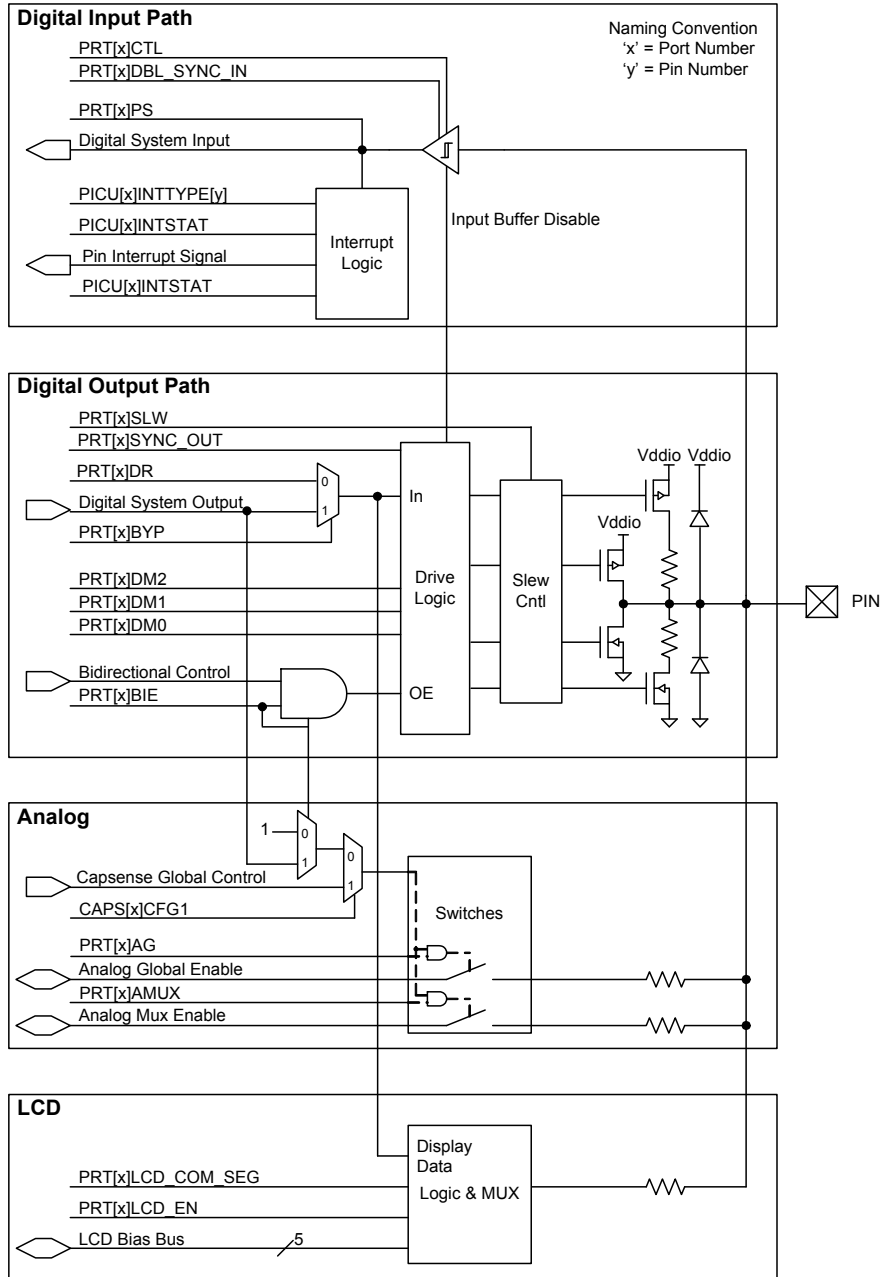 Digital Input Path
Naming Convention
‘x’ = Port Number
‘y’ = Pin Number
PRT[x]CTL
PRT[x]DBL_SYNC_IN
PRT[x]PS
Digital System Input
PICU[x]INTTYPE[y]
PICU[x]INTSTAT
Pin Interrupt Signal
PICU[x]INTSTAT
Interrupt
Logic
Input Buffer Disable
Digital Output Path
PRT[x]SLW
PRT[x]SYNC_OUT
PRT[x]DR
Digital System Output
PRT[x]BYP
0
1
PRT[x]DM2
PRT[x]DM1
PRT[x]DM0
Bidirectional Control
PRT[x]BIE
In
Drive
Logic
OE
Slew
Cntl
Vddio
Vddio
Vddio
PIN
Analog
1
0
1
0
1
Capsense Global Control
CAPS[x]CFG1
Switches
PRT[x]AG
Analog Global Enable
PRT[x]AMUX
Analog Mux Enable
LCD
Display
Data
Logic & MUX
PRT[x]LCD_COM_SEG
PRT[x]LCD_EN
LCD Bias Bus
5